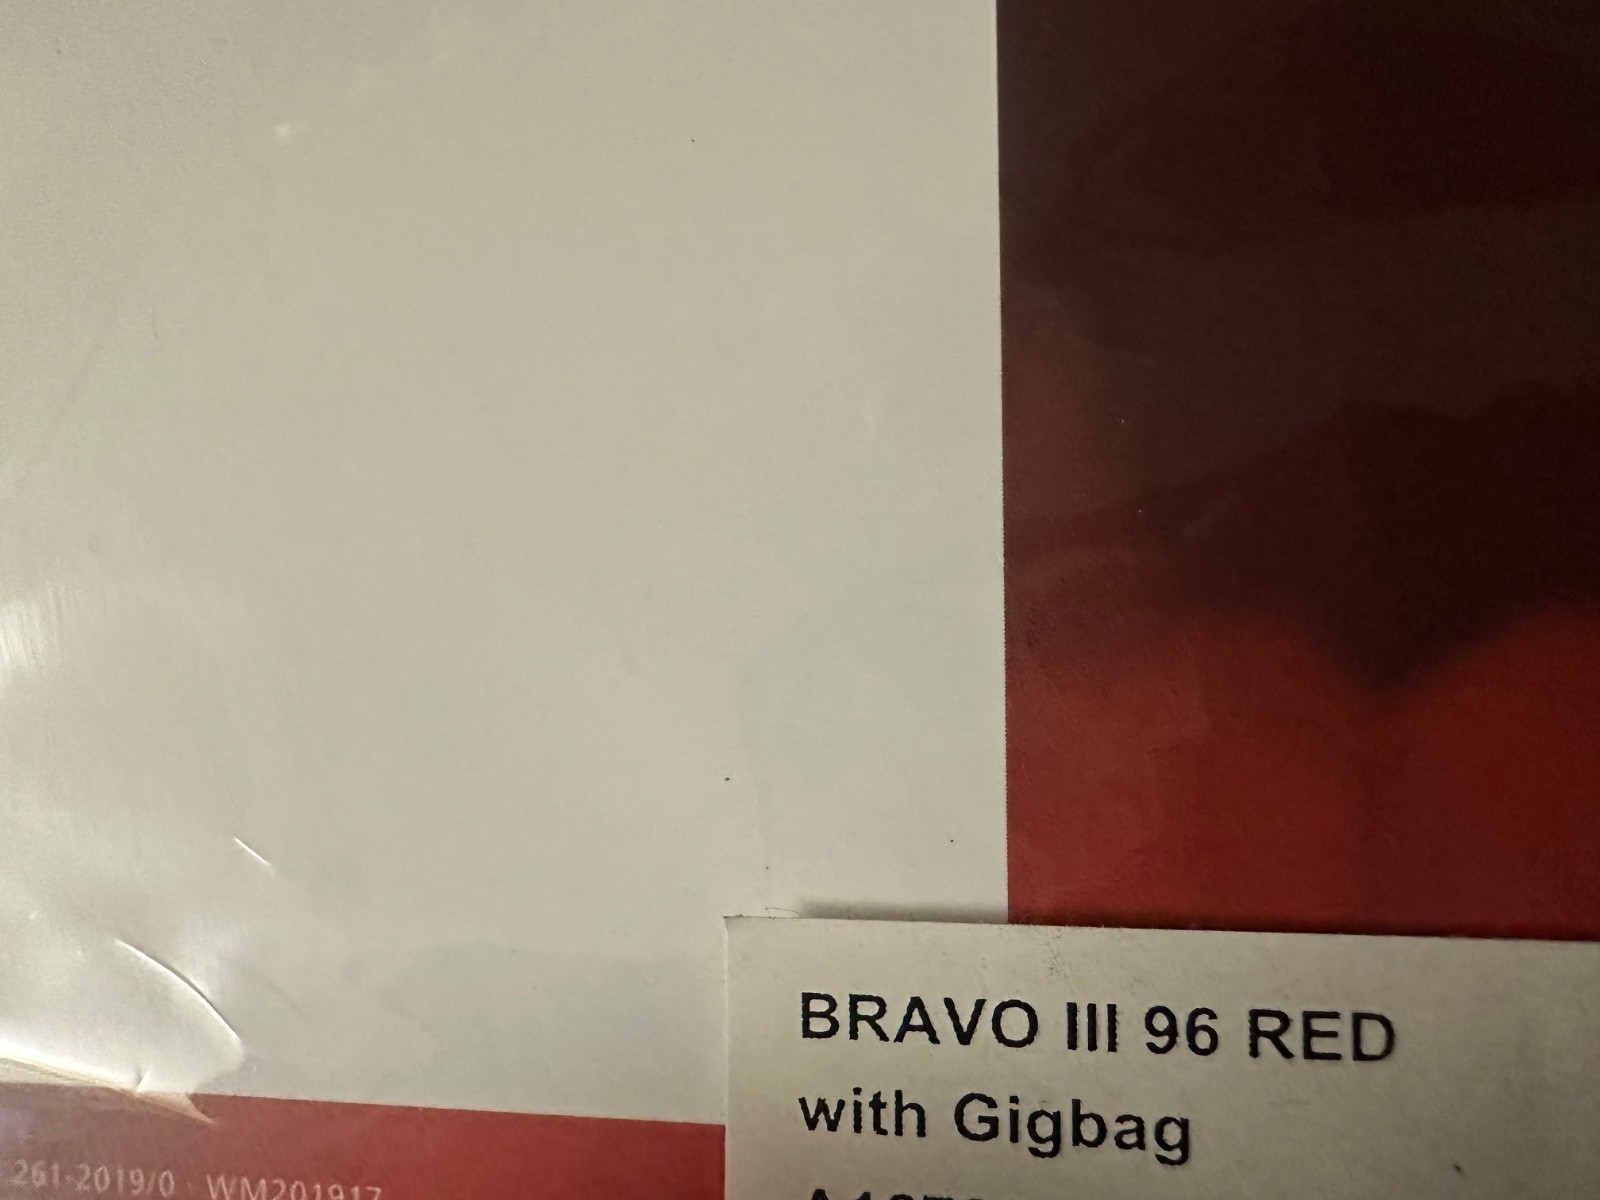 BRAVO III 96 RED
with Gigbag
261-2019/0 · WM201917